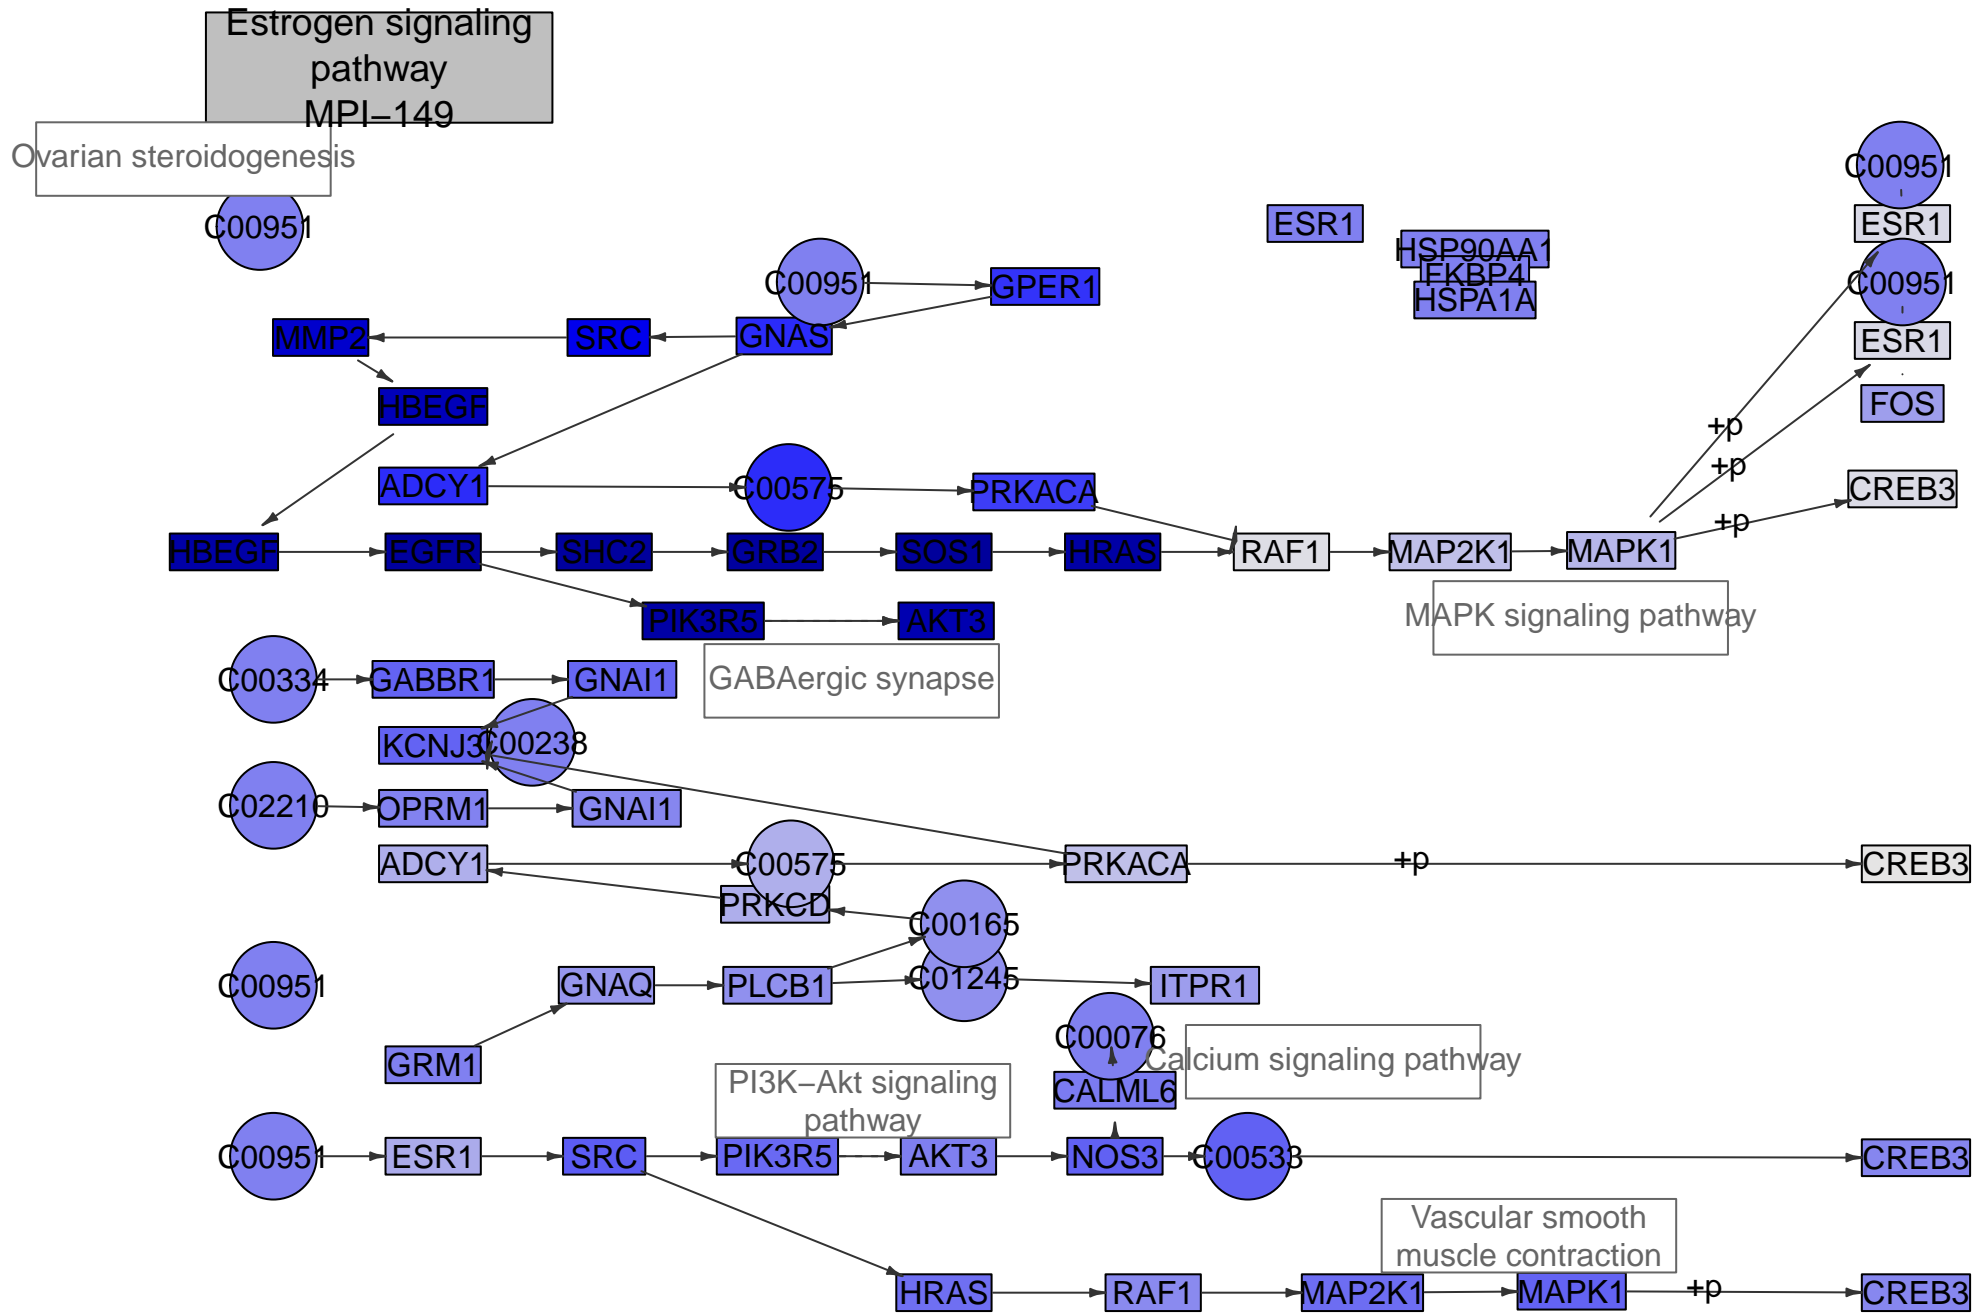 Estrogen signaling
pathway
MPI−149
Ovarian steroidogenesis
C00951
C00951
ESR1
ESR1
C00951
HSP90AA1
FKBP4
HSPA1A
C00951
GPER1
C00951
MMP2
SRC
GNAS
ESR1
HBEGF
FOS
+p
+p
ADCY1
C00575
PRKACA
CREB3
+p
HBEGF
EGFR
SHC2
GRB2
SOS1
HRAS
RAF1
MAP2K1
MAPK1
PIK3R5
AKT3
MAPK signaling pathway
C00334
GABBR1
GNAI1
GABAergic synapse
KCNJ3
C00238
C02210
OPRM1
GNAI1
ADCY1
C00575
PRKACA
+p
CREB3
PRKCD
C00165
C00951
GNAQ
PLCB1
C01245
ITPR1
C00076
Calcium signaling pathway
GRM1
CALML6
PI3K−Akt signaling
pathway
C00951
ESR1
SRC
PIK3R5
AKT3
NOS3
C00533
CREB3
Vascular smooth
muscle contraction
HRAS
RAF1
MAP2K1
MAPK1
+p
CREB3